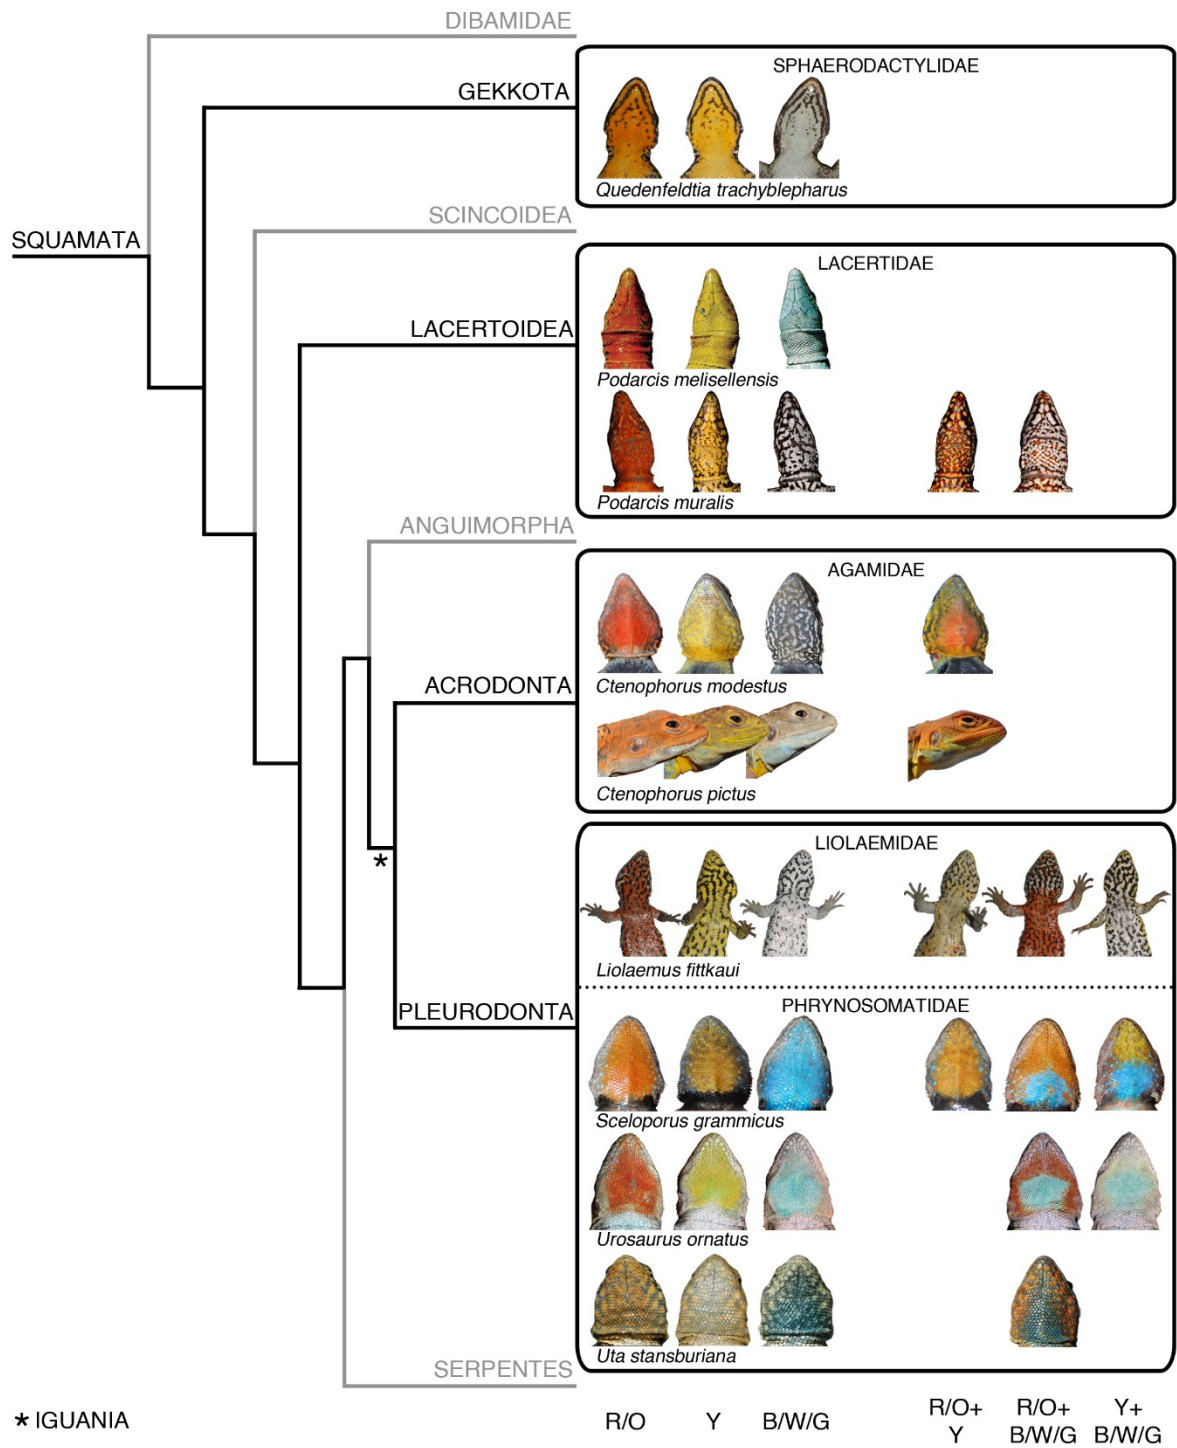 DIBAMIDAE
SPHAERODACTYLIDAE
GEKKOTA
Quedenfeldtia trachyblepharus
SCINCOIDEA
SQUAMATA
LACERTIDAE
LACERTOIDEA
Podarcis melisellensis
Podarcis muralis
ANGUIMORPHA
AGAMIDAE
ACRODONTA
Ctenophorus modestus
Ctenophorus pictus
*
LIOLAEMIDAE
Liolaemus fittkaui
PLEURODONTA
PHRYNOSOMATIDAE
Sceloporus grammicus
Urosaurus ornatus
Uta stansburiana
SERPENTES
* IGUANIA
R/O
Y
B/W/G
R/O+
Y
R/O+
B/W/G
Y+
B/W/G